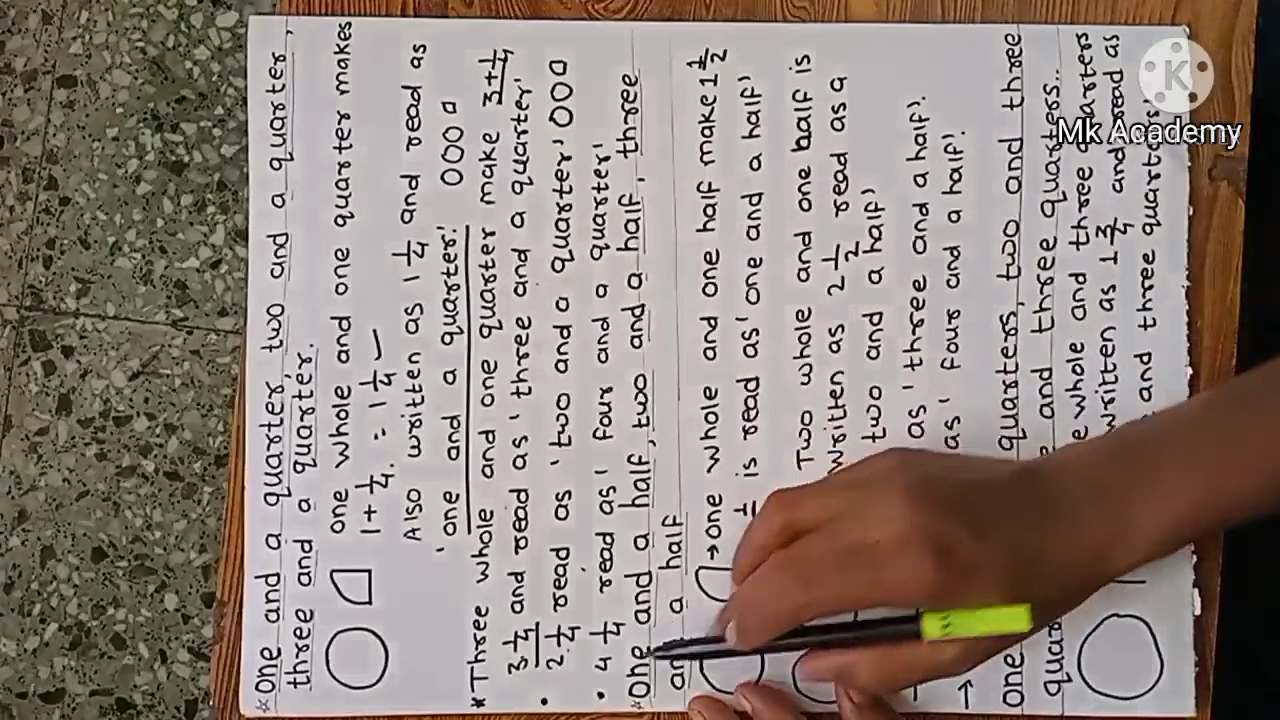 * One and a quarter, two and a quarter,
three and a quarter.
one whole and one quarter makes
1 + 1/4 = 1 1/4
Also written as 1 1/4 and read as
'one and a quarter'.
* Three whole and one quarter make 3+1/4
3 1/4 and read as 'three and a quarter'
• 2 1/4 read as 'two and a quarter'
• 4 1/4 read as' four and a quarter'
* One and a half, two and a half, three
a half
→ one whole and one half make 1 1/2
is read as' one and a half'
Two whole and one half is
written as 2 1/2 read as a
two and a half'
as' three and a half'.
→ as' four and a half'.
One quarters, two and three
and three quarters..
whole and three quarters
written as 1 3/4 and read as
and three quarters
K
Mk Academy